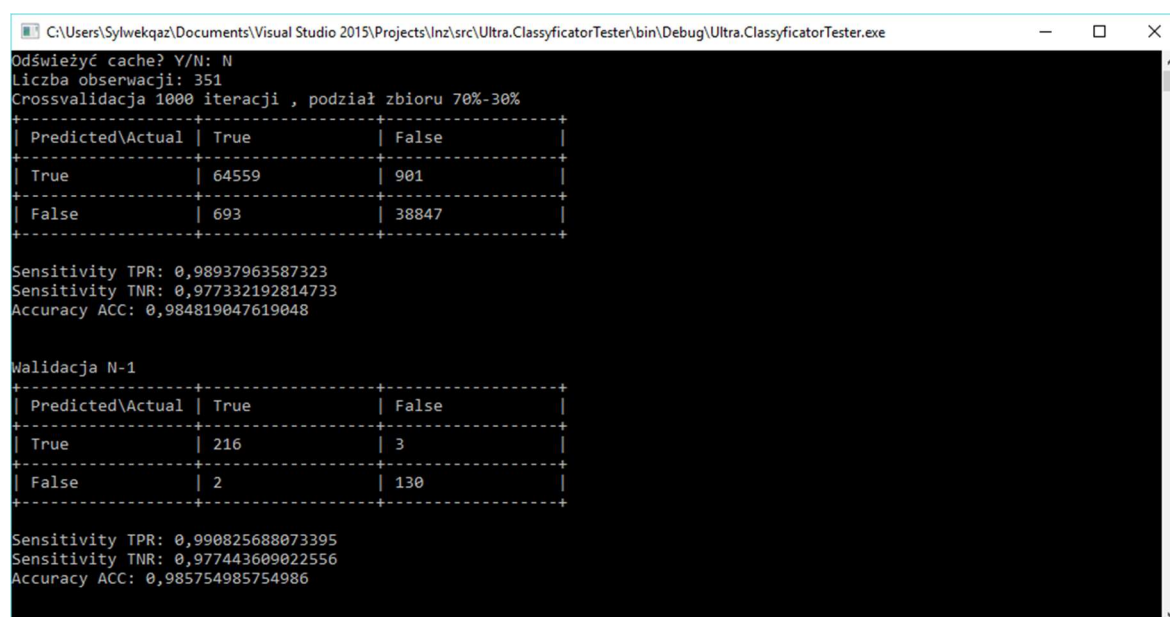 C:\Users\Sylwekqaz\Documents\Visual Studio 2015\Projects\Inz\src\Ultra.ClassyficatorTester\bin\Debug\Ultra.ClassyficatorTester.exe
Odświeżyć cache? Y/N: N
Liczba obserwacji: 351
Crossvalidacja 1000 iteracji , podział zbioru 70%-30%
+------------------+------------------+------------------+
| Predicted\Actual | True             | False            |
+------------------+------------------+------------------+
| True             | 64559            | 901              |
+------------------+------------------+------------------+
| False            | 693              | 38847            |
+------------------+------------------+------------------+
Sensitivity TPR: 0,98937963587323
Sensitivity TNR: 0,977332192814733
Accuracy ACC: 0,984819047619048
Walidacja N-1
+------------------+------------------+------------------+
| Predicted\Actual | True             | False            |
+------------------+------------------+------------------+
| True             | 216              | 3                |
+------------------+------------------+------------------+
| False            | 2                | 130              |
+------------------+------------------+------------------+
Sensitivity TPR: 0,990825688073395
Sensitivity TNR: 0,977443609022556
Accuracy ACC: 0,985754985754986